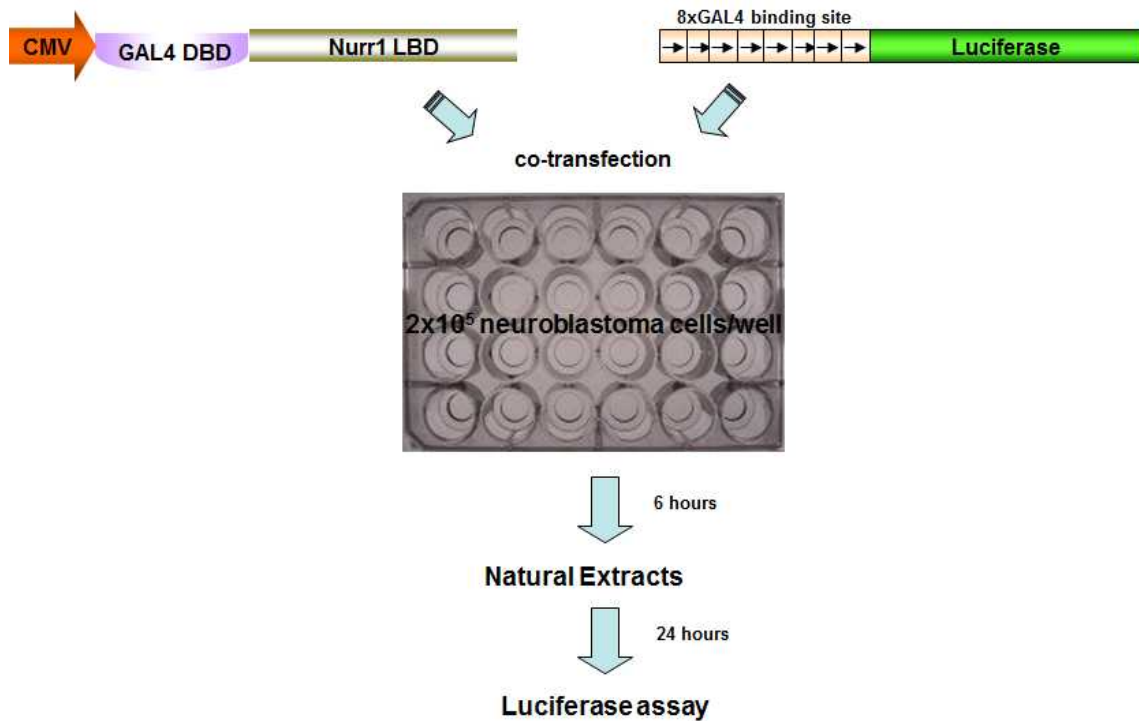 8xGAL4 binding site
CMV
GAL4 DBD
Nurr1 LBD
Luciferase
co-transfection
2x10⁵ neuroblastoma cells/well
6 hours
Natural Extracts
24 hours
Luciferase assay